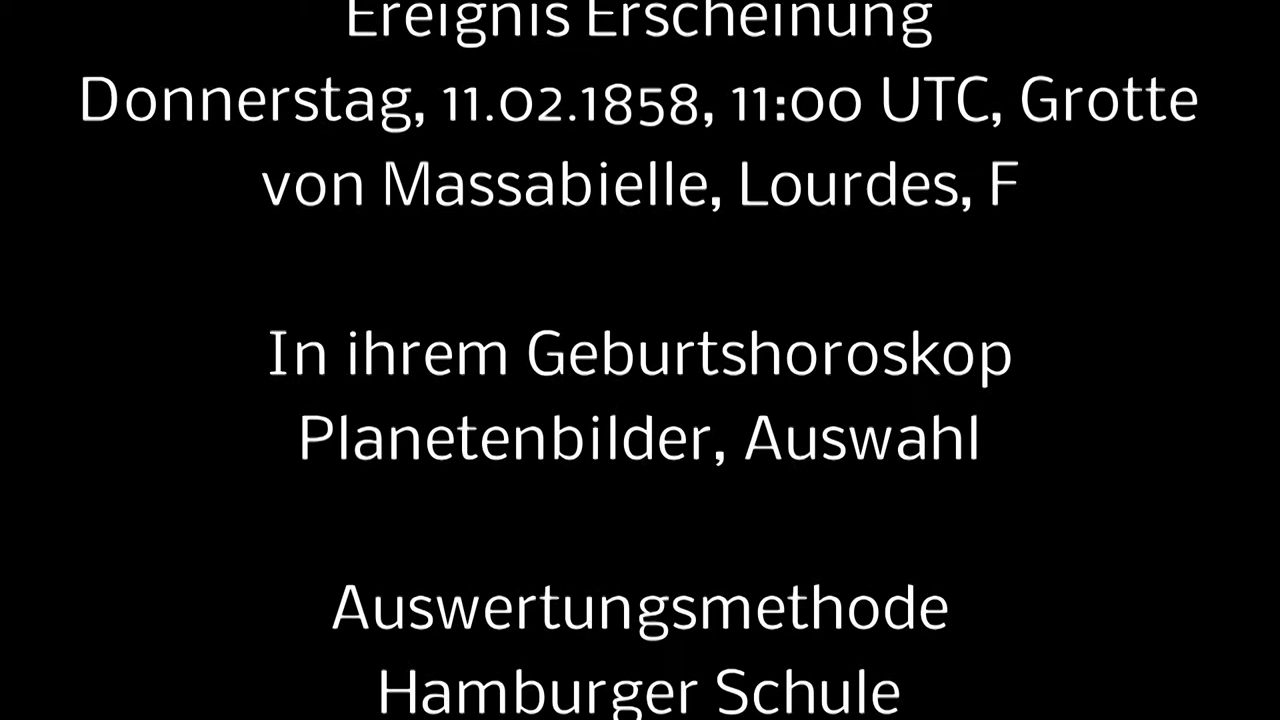 Ereignis Erscheinung
Donnerstag, 11.02.1858, 11:00 UTC, Grotte
von Massabielle, Lourdes, F
In ihrem Geburtshoroskop
Planetenbilder, Auswahl
Auswertungsmethode
Hamburger Schule